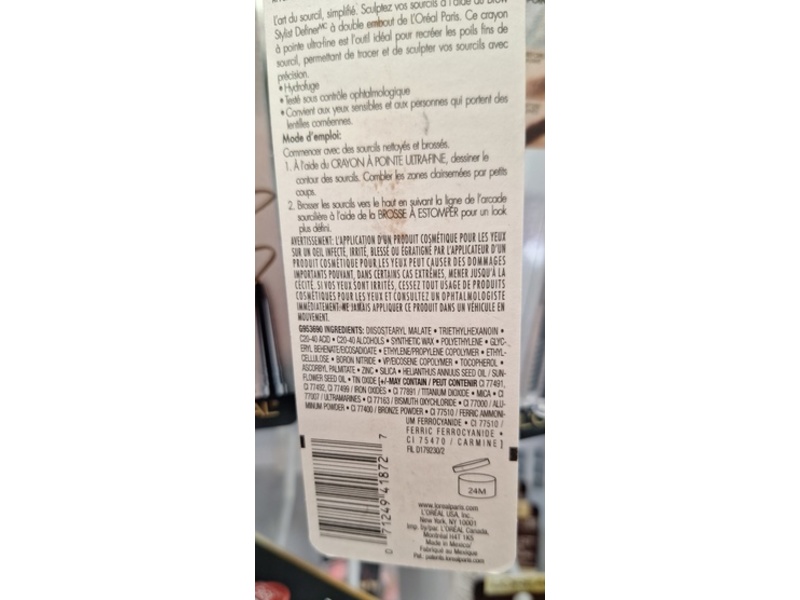 L'art du sourcil, simplifié. Sculptez vos sourcils à l'aide du Brow
Stylist Definer MC à double embout de L'Oréal Paris. Ce crayon
à pointe ultra-fine est l'outil idéal pour recréer les poils fins de
sourcil, permettant de tracer et de sculpter vos sourcils avec
précision.
• Hydrofuge
• Testé sous contrôle ophtalmologique
• Convient aux yeux sensibles et aux personnes qui portent des
lentilles cornéennes.
Mode d'emploi:
Commencer avec des sourcils nettoyés et brossés.
1. À l'aide du CRAYON À POINTE ULTRA-FINE, dessiner le
contour des sourcils. Combler les zones clairsemées par petits
coups.
2. Brosser les sourcils vers le haut en suivant la ligne de l'arcade
sourcilière à l'aide de la BROSSE À ESTOMPER pour un look
plus défini.
AVERTISSEMENT: L'APPLICATION D'UN PRODUIT COSMÉTIQUE POUR LES YEUX
SUR UN OEIL INFECTÉ, IRRITÉ, BLESSÉ OU ÉGRATIGNÉ PAR L'APPLICATEUR D'UN
PRODUIT COSMÉTIQUE POUR LES YEUX PEUT CAUSER DES DOMMAGES
IMPORTANTS POUVANT, DANS CERTAINS CAS EXTRÊMES, MENER JUSQU'À LA
CÉCITÉ. SI VOS YEUX SONT IRRITÉS, CESSEZ TOUT USAGE DE PRODUITS
COSMÉTIQUES POUR LES YEUX ET CONSULTEZ UN OPHTALMOLOGISTE
IMMÉDIATEMENT. NE JAMAIS APPLIQUER CE PRODUIT DANS UN VÉHICULE EN
MOUVEMENT.
G953690 INGREDIENTS: DIISOSTEARYL MALATE • TRIETHYLHEXANOIN •
C20-40 ACID • C20-40 ALCOHOLS • SYNTHETIC WAX • POLYETHYLENE • GLYC-
ERYL BEHENATE/EICOSADIOATE • ETHYLENE/PROPYLENE COPOLYMER • ETHYL-
CELLULOSE • BORON NITRIDE • VP/EICOSENE COPOLYMER • TOCOPHEROL •
ASCORBYL PALMITATE • ZINC • SILICA • HELIANTHUS ANNUUS SEED OIL / SUN-
FLOWER SEED OIL • TIN OXIDE [+/-MAY CONTAIN / PEUT CONTENIR CI 77491,
CI 77492, CI 77499 / IRON OXIDES • CI 77891 / TITANIUM DIOXIDE • MICA • CI
77007 / ULTRAMARINES • CI 77163 / BISMUTH OXYCHLORIDE • CI 77000 / ALU-
MINUM POWDER • CI 77400 / BRONZE POWDER • CI 77510 / FERRIC AMMONI-
UM FERROCYANIDE • CI 77510 /
FERRIC FERROCYANIDE •
CI 75470 / CARMINE ]
FIL D179230/2
0 71249 41872 7
24M
www.lorealparis.com
L'ORÉAL USA, Inc.,
New York, NY 10001
Imp. by/par: L'ORÉAL Canada,
Montréal H4T 1K5
Made in Mexico/
Fabriqué au Mexique
Pat.: patents.lorealparis.com